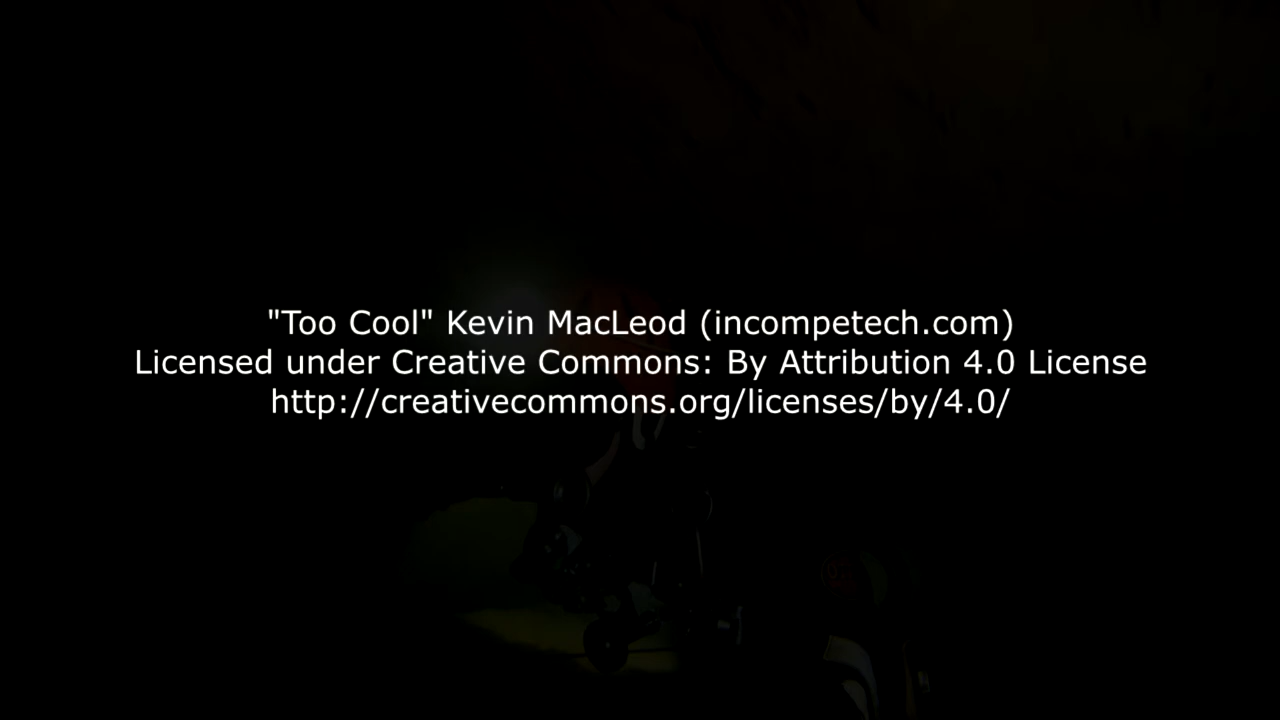 "Too Cool" Kevin MacLeod (incompetech.com)
Licensed under Creative Commons: By Attribution 4.0 License
http://creativecommons.org/licenses/by/4.0/